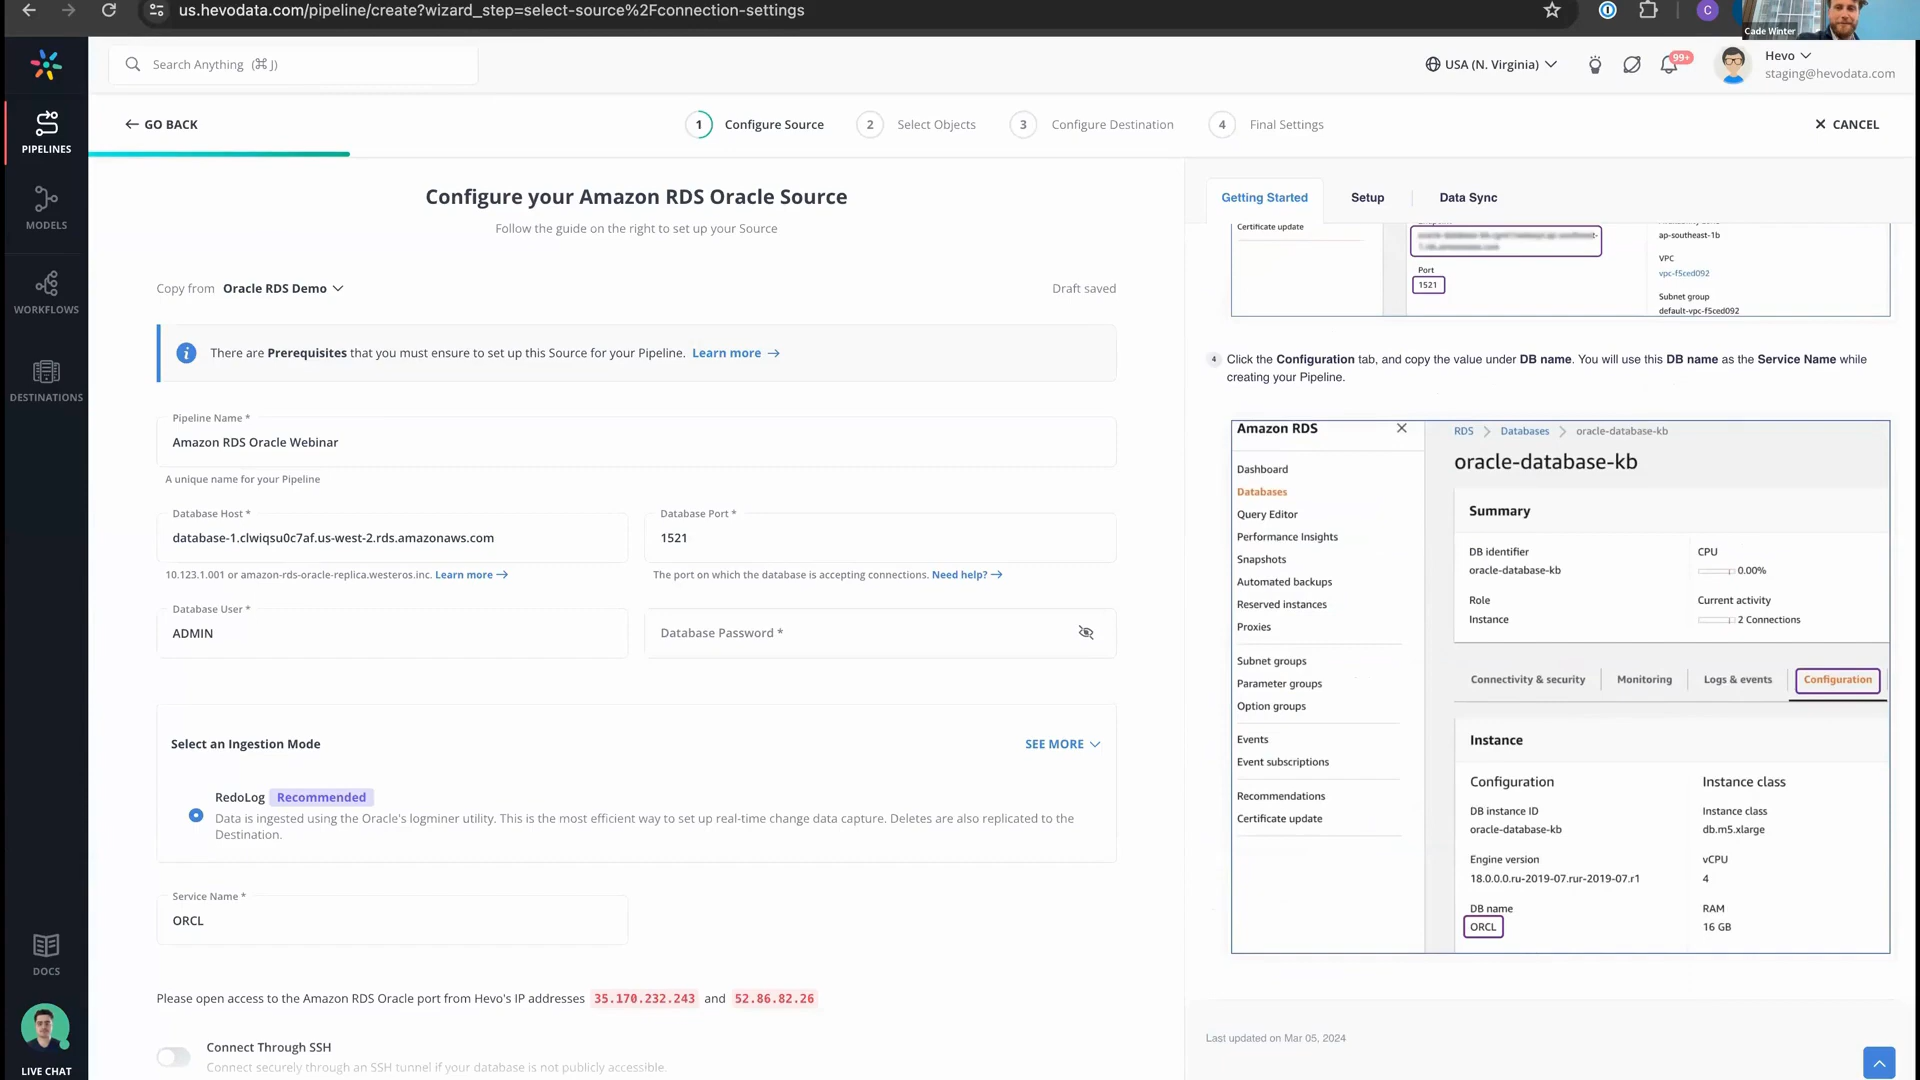 us.hevodata.com/pipeline/create?wizard_step=select-source%2Fconnection-settings
C
Cade Winter
Search Anything (⌘ J)
USA (N. Virginia)
99+
Hevo
staging@hevodata.com
PIPELINES
MODELS
WORKFLOWS
DESTINATIONS
DOCS
LIVE CHAT
GO BACK
1 Configure Source
2 Select Objects
3 Configure Destination
4 Final Settings
CANCEL
Configure your Amazon RDS Oracle Source
Follow the guide on the right to set up your Source
Copy from Oracle RDS Demo
Draft saved
There are Prerequisites that you must ensure to set up this Source for your Pipeline. Learn more →
Pipeline Name *
Amazon RDS Oracle Webinar
A unique name for your Pipeline
Database Host *
database-1.clwiqsu0c7af.us-west-2.rds.amazonaws.com
10.123.1.001 or amazon-rds-oracle-replica.westeros.inc. Learn more →
Database Port *
1521
The port on which the database is accepting connections. Need help? →
Database User *
ADMIN
Database Password *
Select an Ingestion Mode
SEE MORE
RedoLog Recommended
Data is ingested using the Oracle's logminer utility. This is the most efficient way to set up real-time change data capture. Deletes are also replicated to the
Destination.
Service Name *
ORCL
Please open access to the Amazon RDS Oracle port from Hevo's IP addresses 35.170.232.243 and 52.86.82.26
Connect Through SSH
Connect securely through an SSH tunnel if your database is not publicly accessible.
Getting Started
Setup
Data Sync
Certificate update
Port
1521
ap-southeast-1b
VPC
vpc-f5ced092
Subnet group
default-vpc-f5ced092
4 Click the Configuration tab, and copy the value under DB name. You will use this DB name as the Service Name while
creating your Pipeline.
Amazon RDS
Dashboard
Databases
Query Editor
Performance Insights
Snapshots
Automated backups
Reserved instances
Proxies
Subnet groups
Parameter groups
Option groups
Events
Event subscriptions
Recommendations
Certificate update
RDS > Databases > oracle-database-kb
oracle-database-kb
Summary
DB identifier
oracle-database-kb
CPU
0.00%
Role
Instance
Current activity
2 Connections
Connectivity & security
Monitoring
Logs & events
Configuration
Instance
Configuration
DB instance ID
oracle-database-kb
Engine version
18.0.0.0.ru-2019-07.rur-2019-07.r1
DB name
ORCL
Instance class
Instance class
db.m5.xlarge
vCPU
4
RAM
16 GB
Last updated on Mar 05, 2024